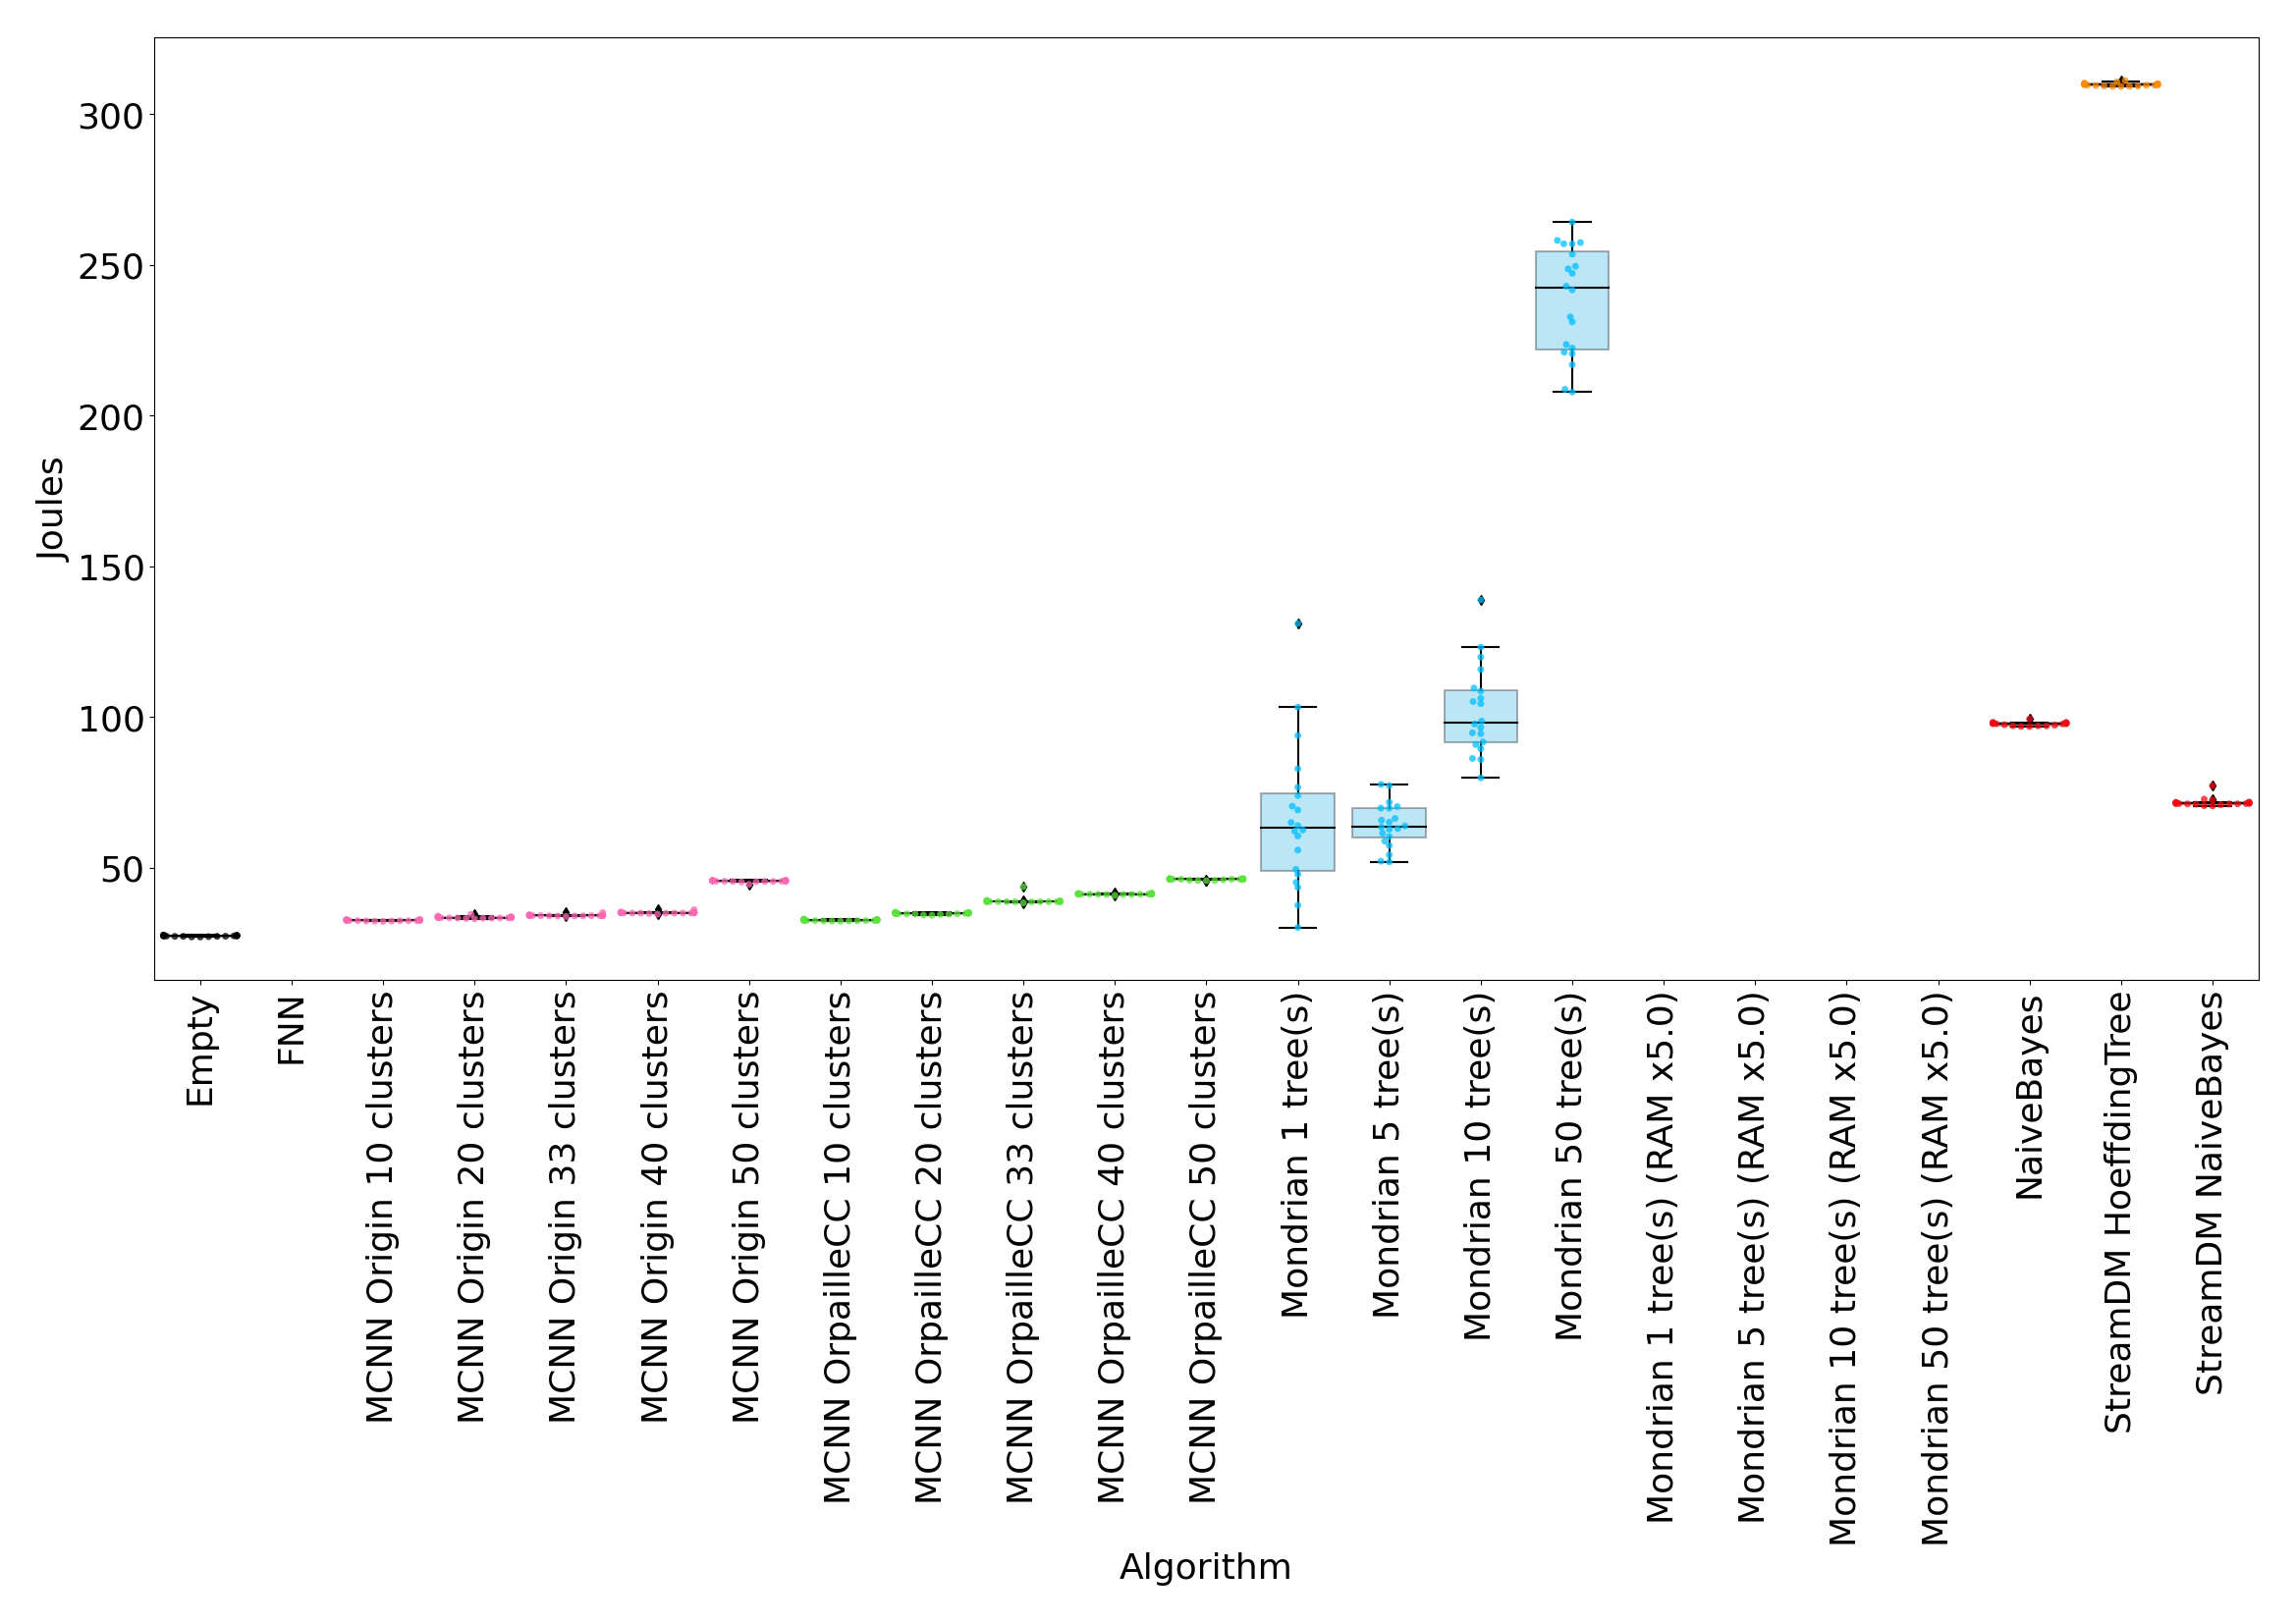 Joules
300
250
200
150
100
50
Empty
FNN
MCNN Origin 10 clusters
MCNN Origin 20 clusters
MCNN Origin 33 clusters
MCNN Origin 40 clusters
MCNN Origin 50 clusters
MCNN OrpailleCC 10 clusters
MCNN OrpailleCC 20 clusters
MCNN OrpailleCC 33 clusters
MCNN OrpailleCC 40 clusters
MCNN OrpailleCC 50 clusters
Mondrian 1 tree(s)
Mondrian 5 tree(s)
Mondrian 10 tree(s)
Mondrian 50 tree(s)
Mondrian 1 tree(s) (RAM x5.0)
Mondrian 5 tree(s) (RAM x5.0)
Mondrian 10 tree(s) (RAM x5.0)
Mondrian 50 tree(s) (RAM x5.0)
NaiveBayes
StreamDM HoeffdingTree
StreamDM NaiveBayes
Algorithm